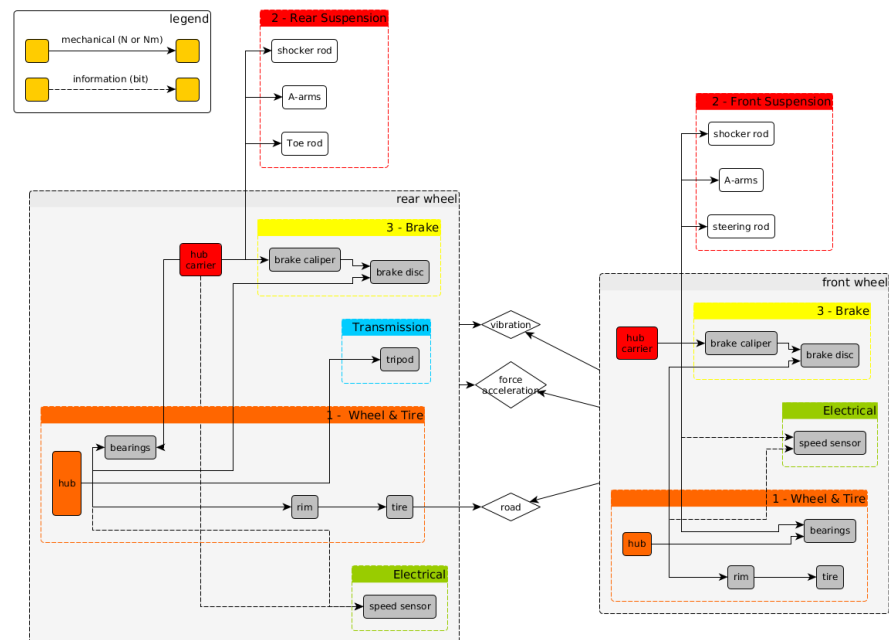 legend
mechanical (N or Nm)
information (bit)
2 - Rear Suspension
shocker rod
A-arms
Toe rod
2 - Front Suspension
shocker rod
A-arms
steering rod
rear wheel
3 - Brake
hub
carrier
brake caliper
brake disc
Transmission
tripod
1 -  Wheel & Tire
bearings
hub
rim
tire
Electrical
speed sensor
vibration
force
acceleration
road
front wheel
3 - Brake
hub
carrier
brake caliper
brake disc
Electrical
speed sensor
1 - Wheel & Tire
bearings
hub
rim
tire